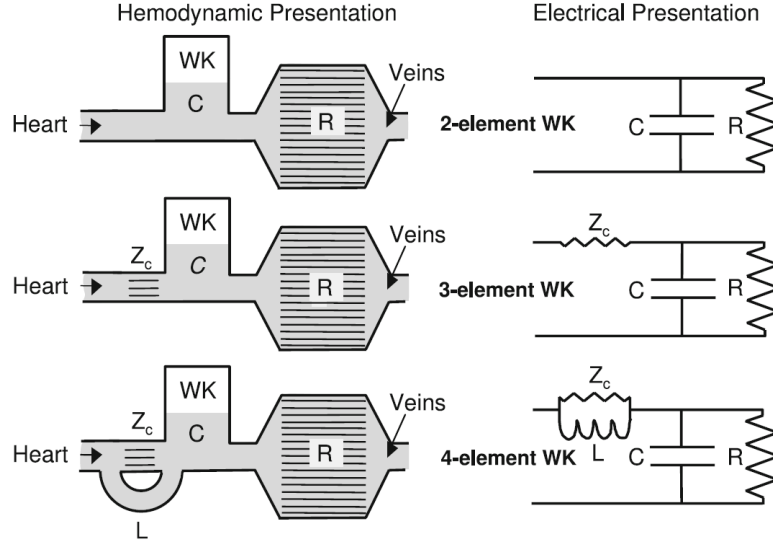 Hemodynamic Presentation
Electrical Presentation
WK
C
Heart
R
Veins
2-element WK
C
R
WK
C
Zc
Heart
R
Veins
3-element WK
Zc
C
R
WK
C
Zc
Heart
L
R
Veins
4-element WK
Zc
L
C
R